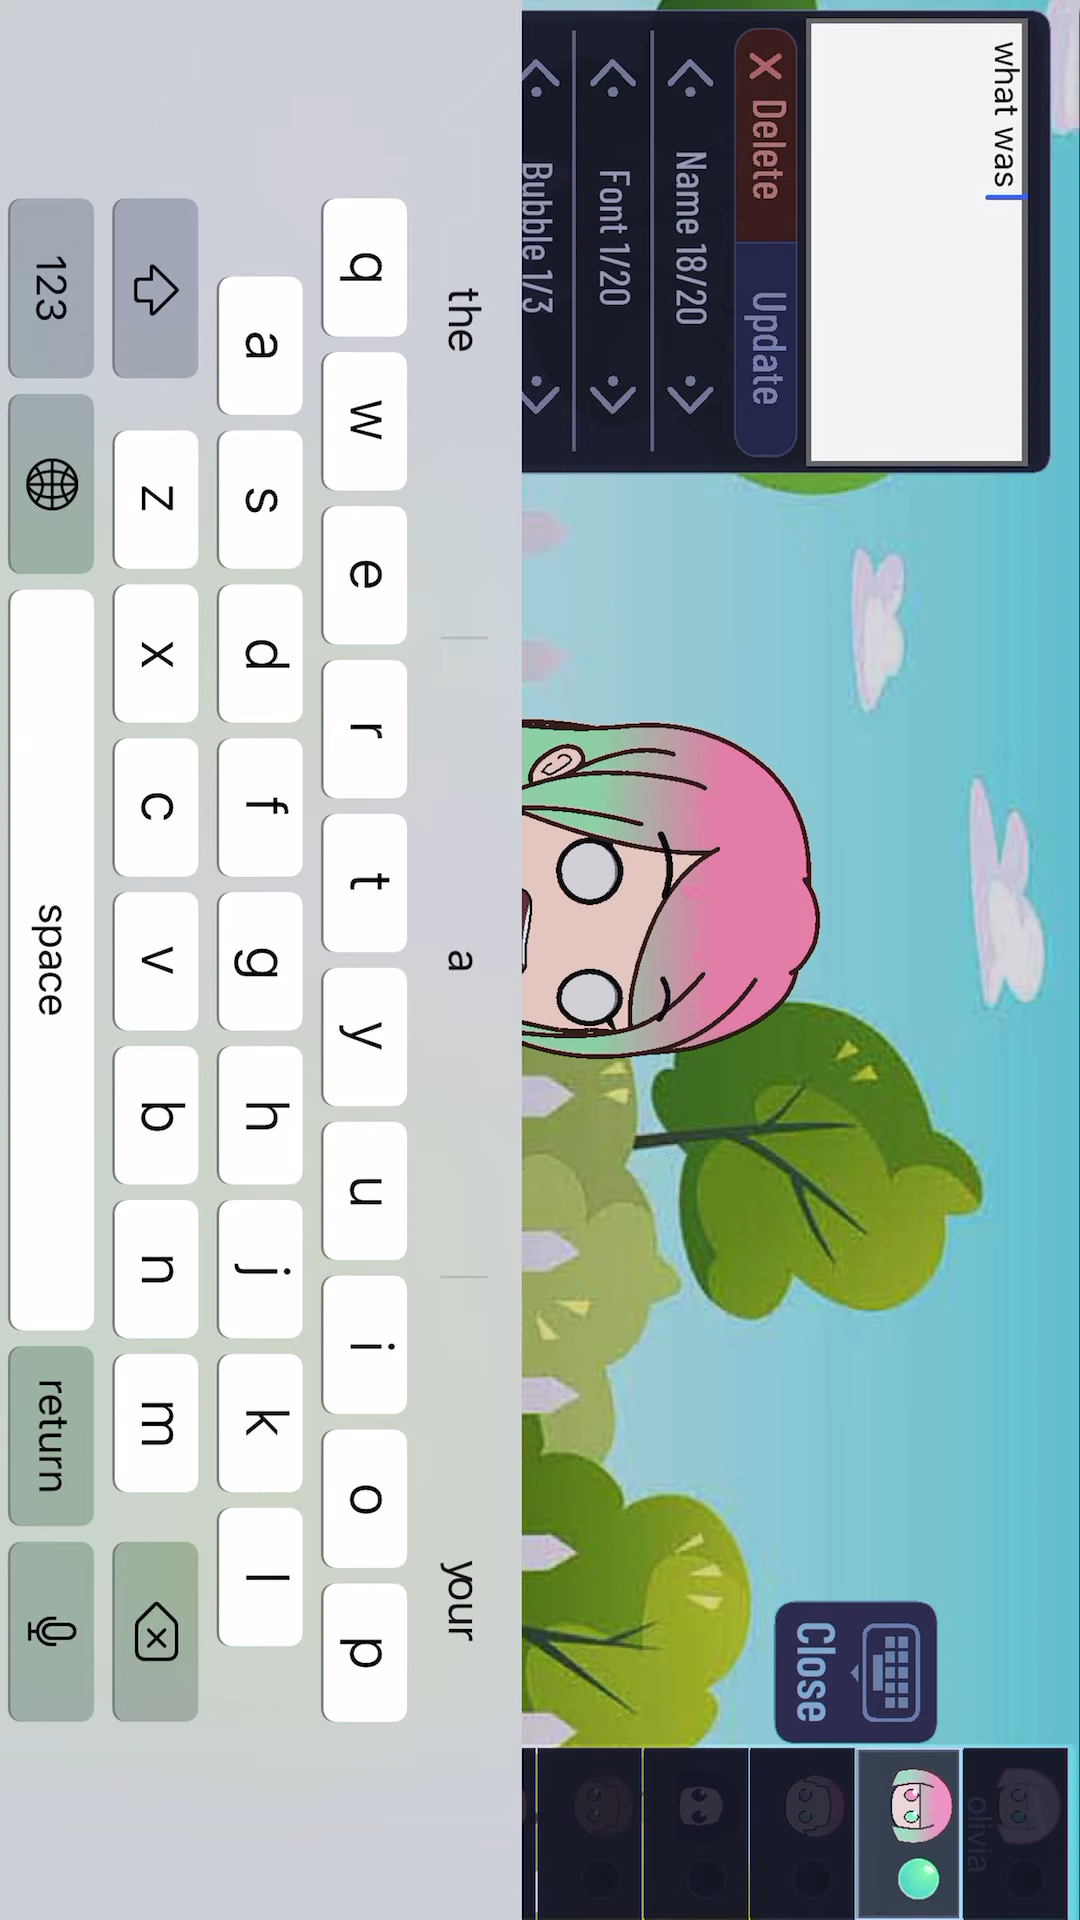 what was
Delete
Update
Name 18/20
Font 1/20
Bubble 1/3
Close
olivia
the
a
your
q w e r t y u i o p
a s d f g h j k l
z x c v b n m
123
space
return